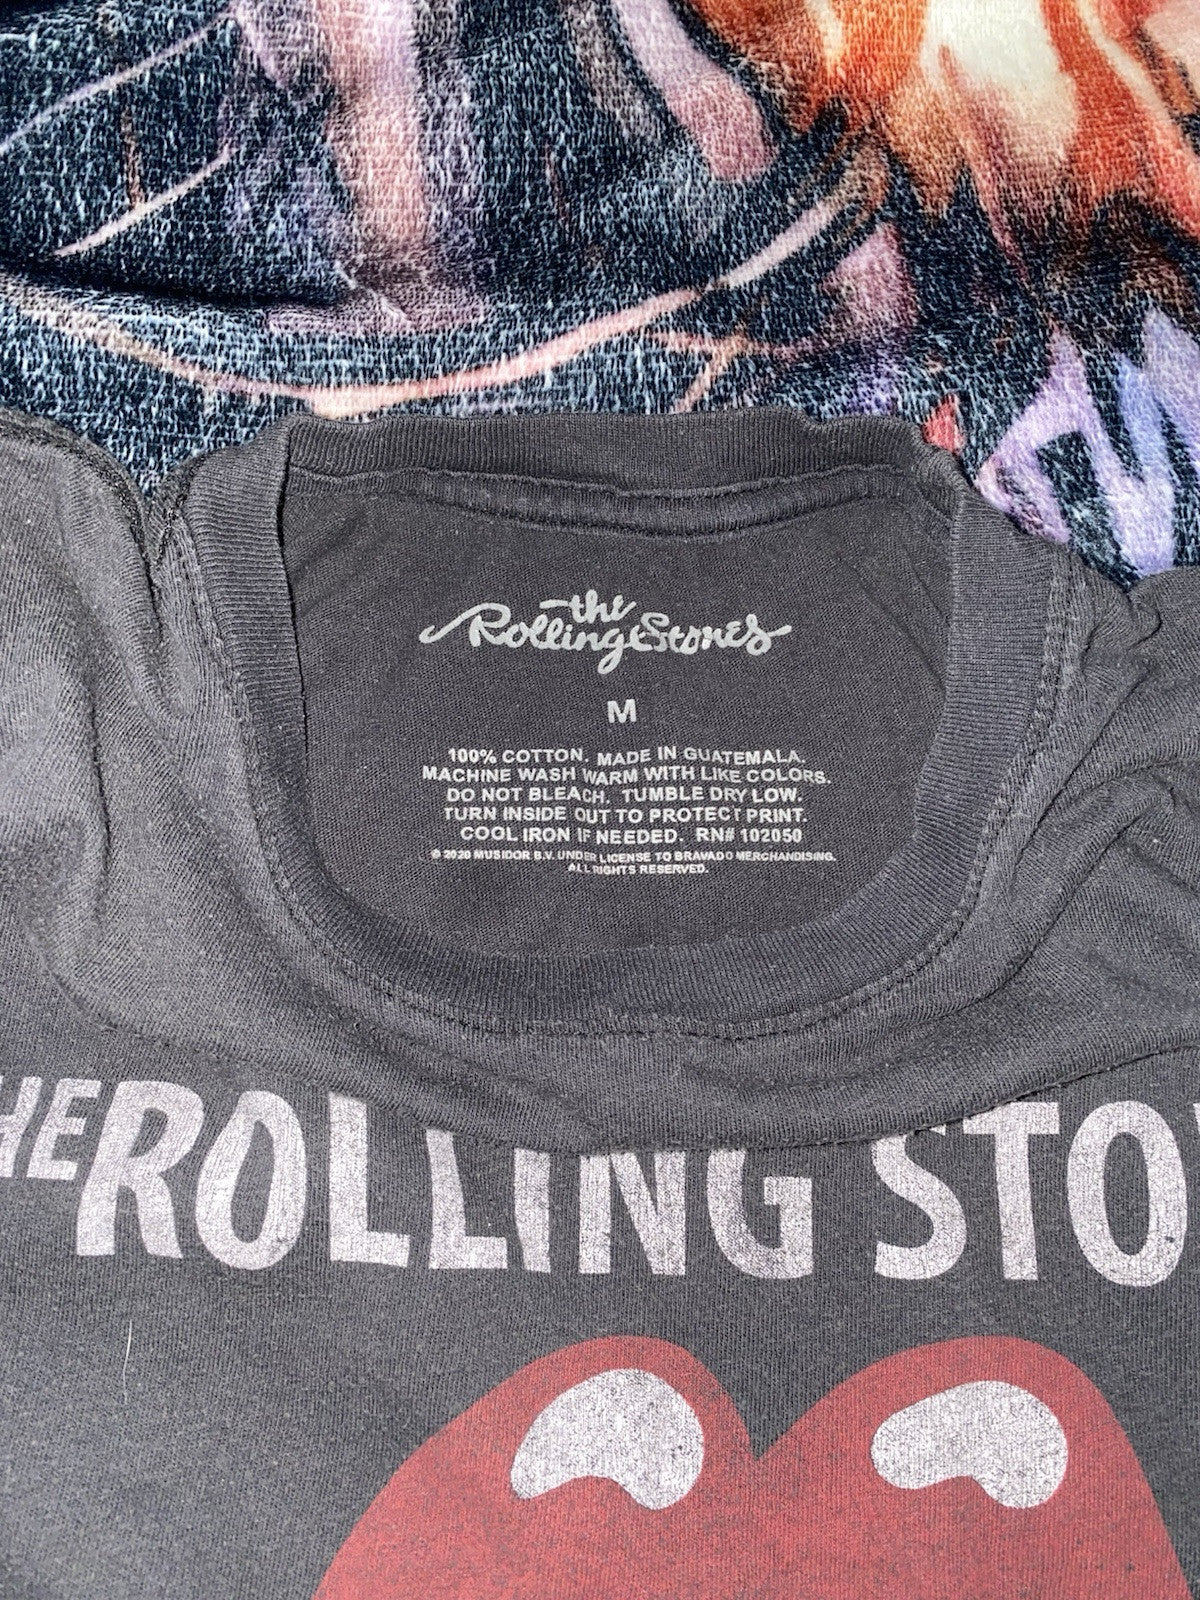 the
Rolling Stones
M
100% COTTON. MADE IN GUATEMALA.
MACHINE WASH WARM WITH LIKE COLORS.
DO NOT BLEACH. TUMBLE DRY LOW.
TURN INSIDE OUT TO PROTECT PRINT.
COOL IRON IF NEEDED. RN# 102050
© 2020 MUSIDOR B.V. UNDER LICENSE TO BRAVADO MERCHANDISING.
ALL RIGHTS RESERVED.
HE ROLLING STO